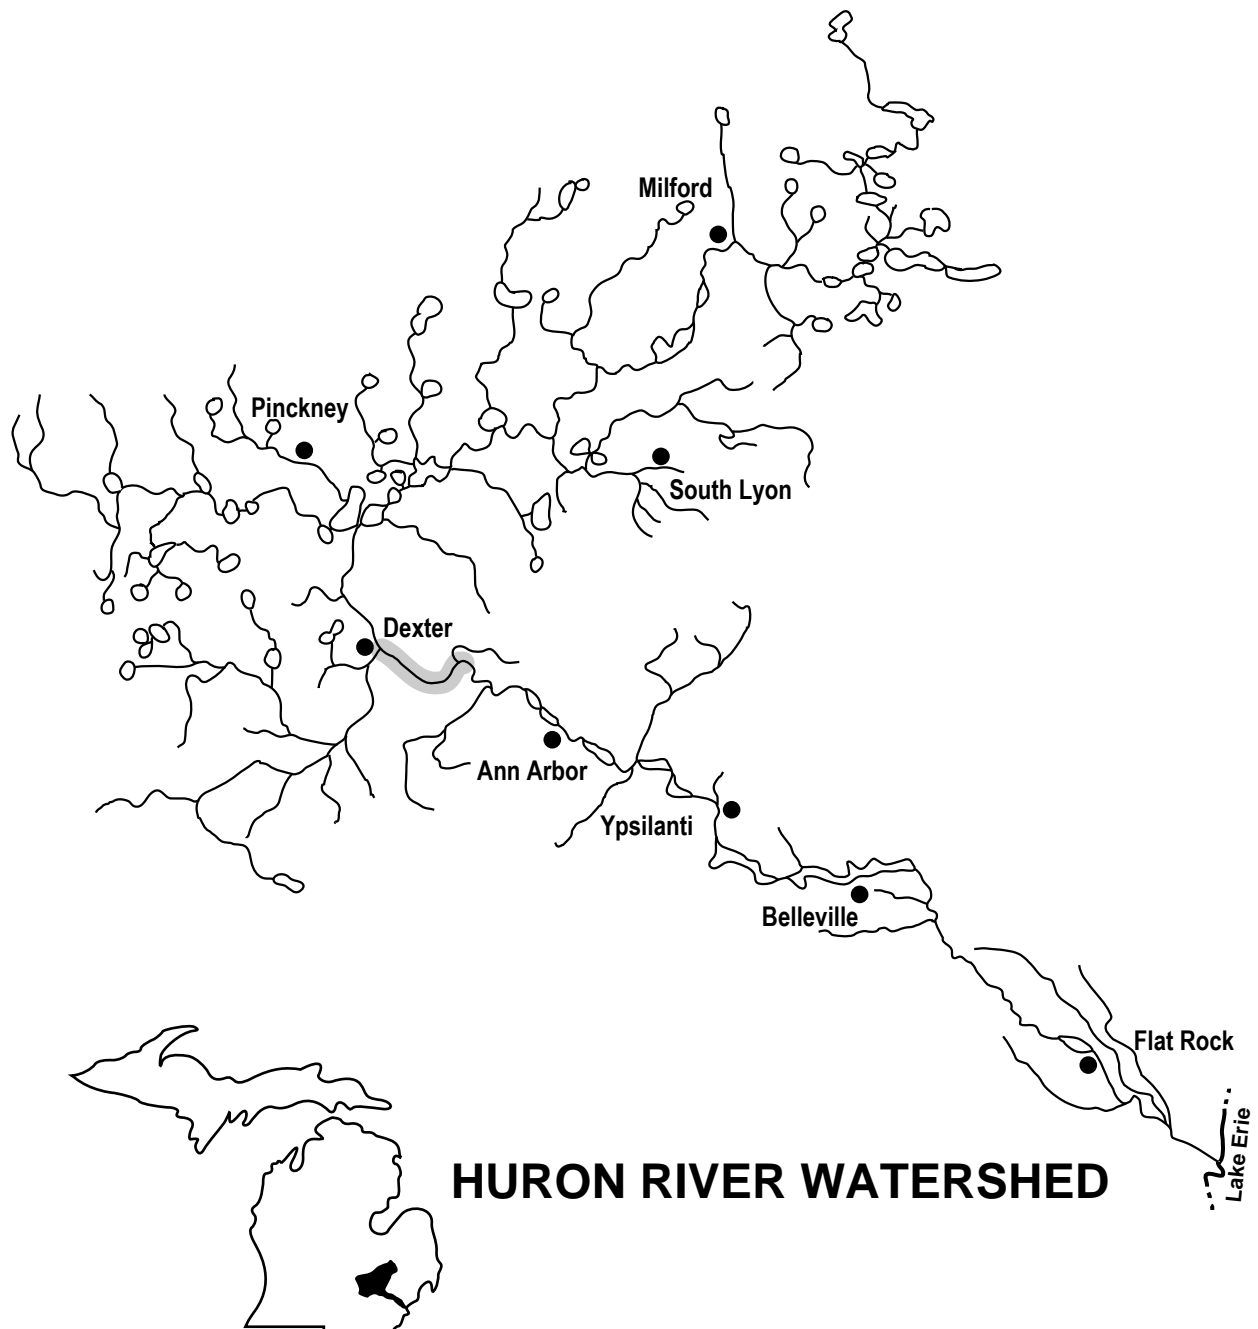 Milford
Pinckney
South Lyon
Dexter
Ann Arbor
Ypsilanti
Belleville
Flat Rock
Lake Erie
HURON RIVER WATERSHED